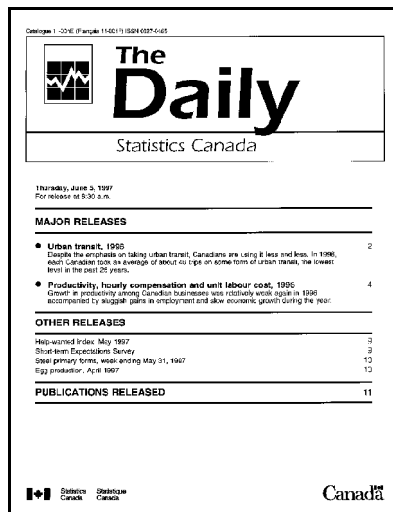 Catalogue 11-001E (Français 11-001F) ISSN 0827-0465
The
Daily
Statistics Canada
Thursday, June 5, 1997
For release at 8:30 a.m.
MAJOR RELEASES
● Urban transit, 1996 2
Despite the emphasis on taking urban transit, Canadians are using it less and less. In 1996,
each Canadian took an average of about 48 trips on some form of urban transit, the lowest
level in the past 25 years.
● Productivity, hourly compensation and unit labour cost, 1996 4
Growth in productivity among Canadian businesses was relatively weak again in 1996
accompanied by sluggish gains in employment and slow economic growth during the year.
OTHER RELEASES
Help-wanted Index, May 1997 9
Short-term Expectations Survey 9
Steel primary forms, week ending May 31, 1997 10
Egg production, April 1997 10
PUBLICATIONS RELEASED 11
Statistics Statistique
Canada Canada
Canada